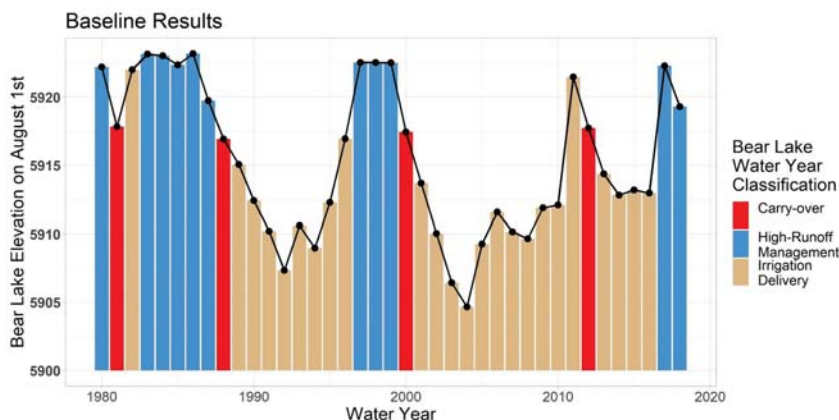 Baseline Results
Bear Lake Elevation on August 1st
5920
5915
5910
5905
5900
1980
1990
2000
2010
2020
Water Year
Bear Lake
Water Year
Classification
Carry-over
High-Runoff
Management
Irrigation
Delivery